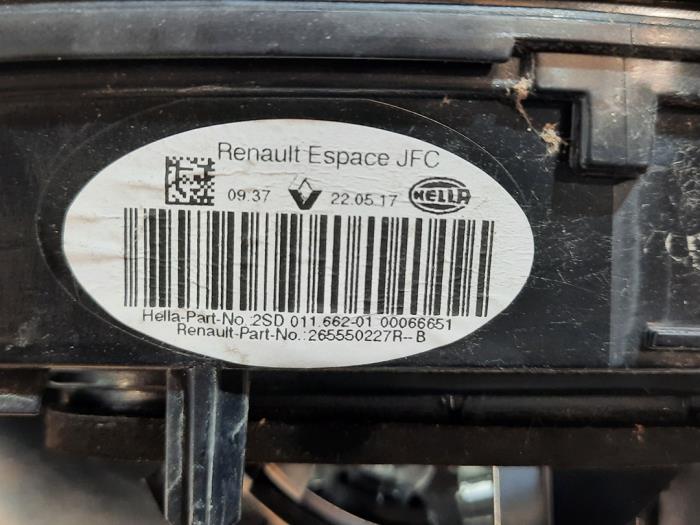 Renault Espace JFC
09.37 22.05.17 HELLA
Hella-Part-No.:2SD 011.662-01 00066651
Renault-Part-No.:265550227R--B